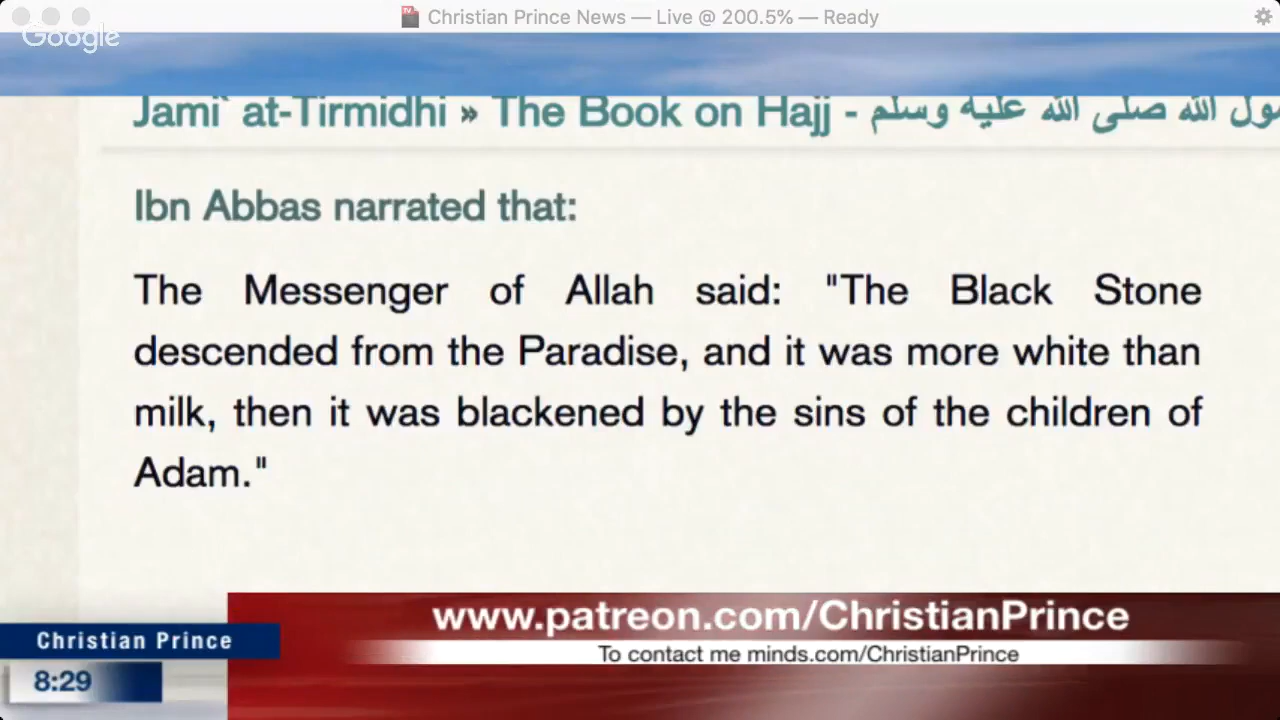 Christian Prince News — Live @ 200.5% — Ready
Google
Jami` at-Tirmidhi » The Book on Hajj - ول الله صلى الله عليه وسلم
Ibn Abbas narrated that:
The Messenger of Allah said: "The Black Stone
descended from the Paradise, and it was more white than
milk, then it was blackened by the sins of the children of
Adam."
www.patreon.com/ChristianPrince
Christian Prince
To contact me minds.com/ChristianPrince
8:29